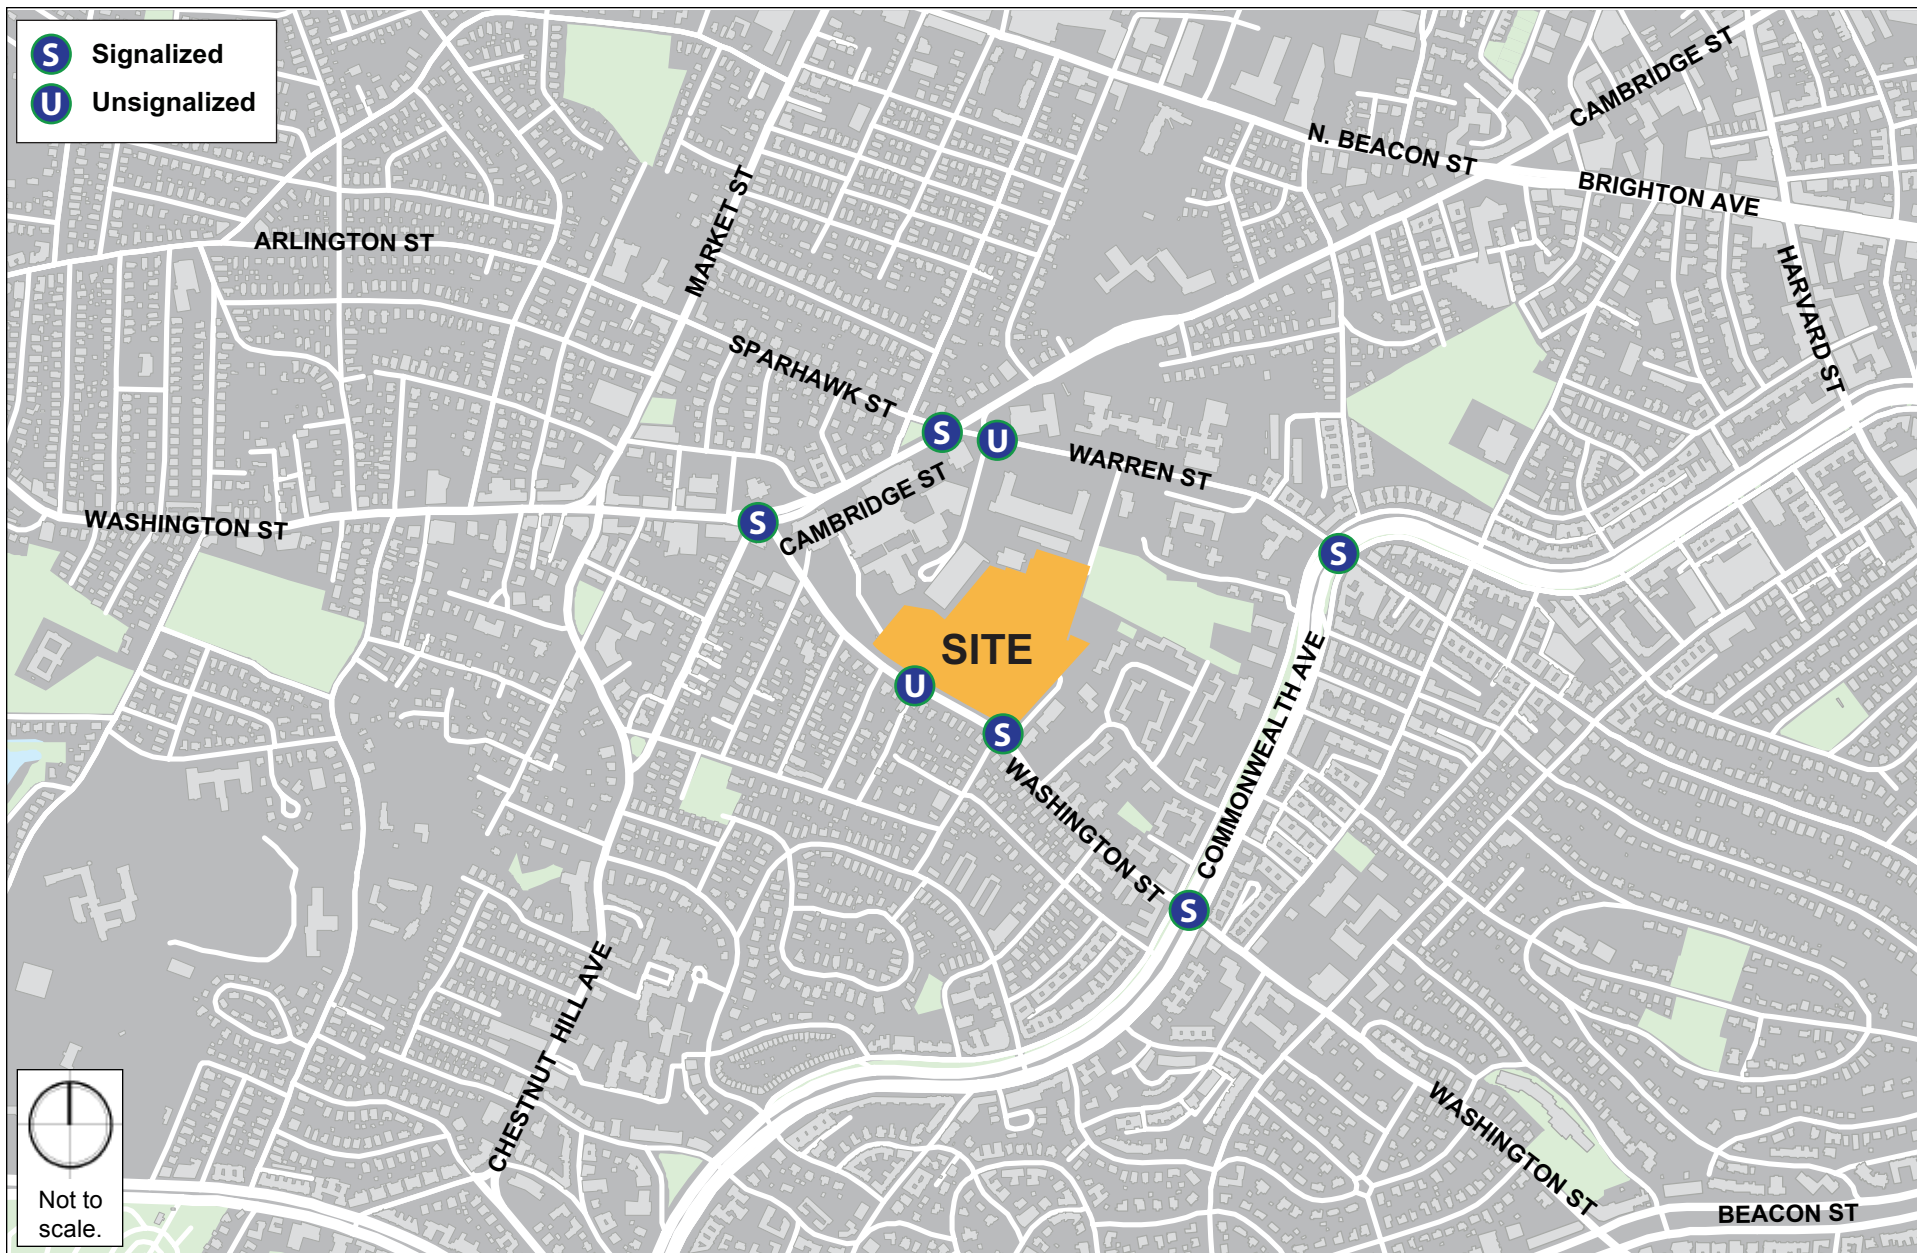 S Signalized
U Unsignalized
CAMBRIDGE ST
N. BEACON ST
BRIGHTON AVE
MARKET ST
ARLINGTON ST
HARVARD ST
SPARHAWK ST
S
U
WARREN ST
CAMBRIDGE ST
WASHINGTON ST
S
S
SITE
U
S
COMMONWEALTH AVE
WASHINGTON ST
S
CHESTNUT HILL AVE
WASHINGTON ST
BEACON ST
Not to
scale.